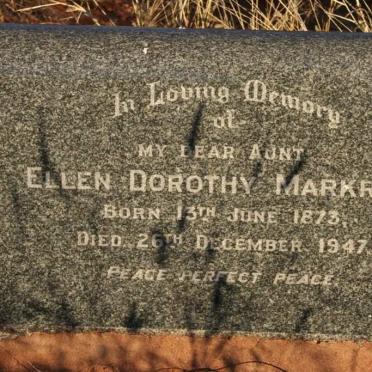 In Loving Memory
of
MY DEAR AUNT
ELLEN DOROTHY MARKR
BORN 13TH JUNE 1873,
DIED 26TH DECEMBER 1947
PEACE PERFECT PEACE.